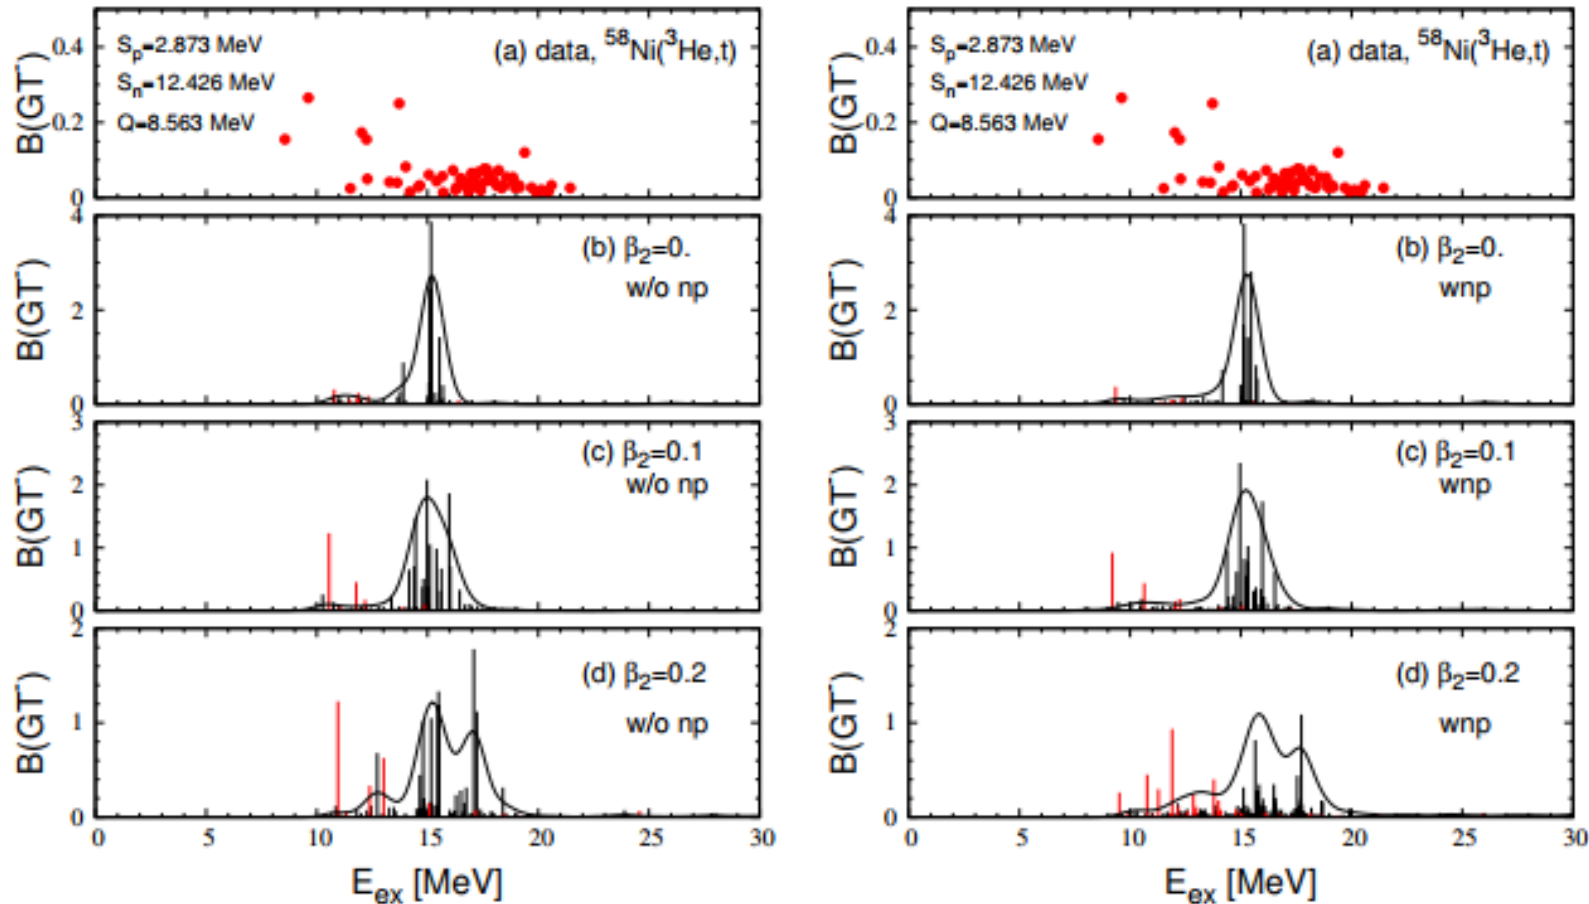 B(GT⁻)
0.4
0.2
0
S_p=2.873 MeV
S_n=12.426 MeV
Q=8.563 MeV
(a) data, ⁵⁸Ni(³He,t)
B(GT⁻)
4
2
0
(b) β₂=0.
w/o np
B(GT⁻)
3
2
1
0
(c) β₂=0.1
w/o np
B(GT⁻)
2
1
0
(d) β₂=0.2
w/o np
0 5 10 15 20 25 30
E_ex [MeV]
B(GT⁻)
0.4
0.2
0
S_p=2.873 MeV
S_n=12.426 MeV
Q=8.563 MeV
(a) data, ⁵⁸Ni(³He,t)
B(GT⁻)
4
2
0
(b) β₂=0.
wnp
B(GT⁻)
3
2
1
0
(c) β₂=0.1
wnp
B(GT⁻)
2
1
0
(d) β₂=0.2
wnp
0 5 10 15 20 25 30
E_ex [MeV]